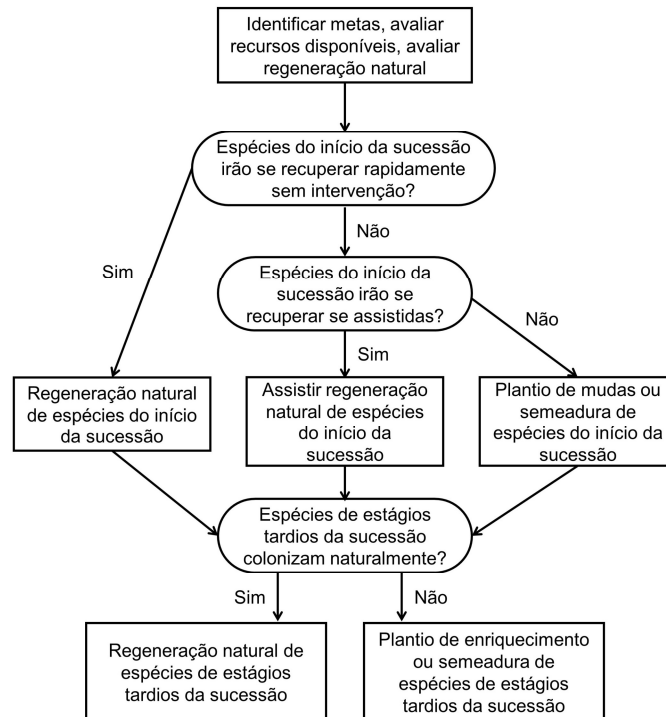 Identificar metas, avaliar
recursos disponíveis, avaliar
regeneração natural
Espécies do início da sucessão
irão se recuperar rapidamente
sem intervenção?
Sim
Não
Espécies do início da
sucessão irão se
recuperar se assistidas?
Não
Sim
Regeneração natural
de espécies do início
da sucessão
Assistir regeneração
natural de espécies
do início da
sucessão
Plantio de mudas ou
semeadura de
espécies do início da
sucessão
Espécies de estágios
tardios da sucessão
colonizam naturalmente?
Sim
Não
Regeneração natural de
espécies de estágios
tardios da sucessão
Plantio de enriquecimento
ou semeadura de
espécies de estágios
tardios da sucessão